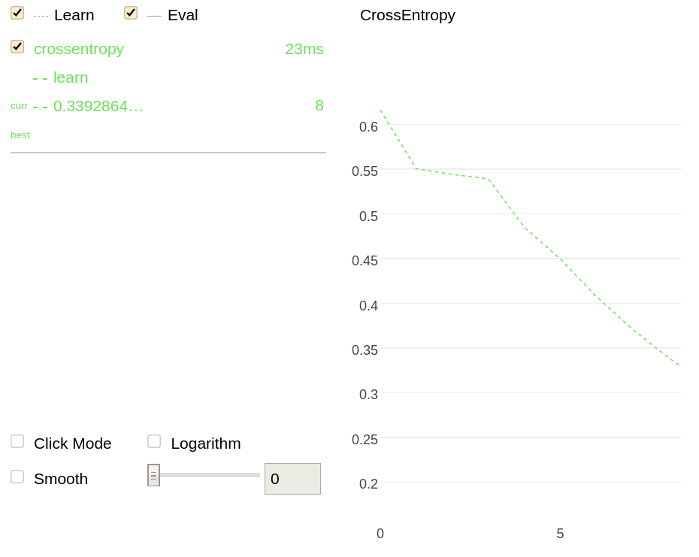 Learn Eval
crossentropy 23ms
learn
curr 0.3392864... 8
best
Click Mode Logarithm
Smooth 0
CrossEntropy
0.6
0.55
0.5
0.45
0.4
0.35
0.3
0.25
0.2
0 5